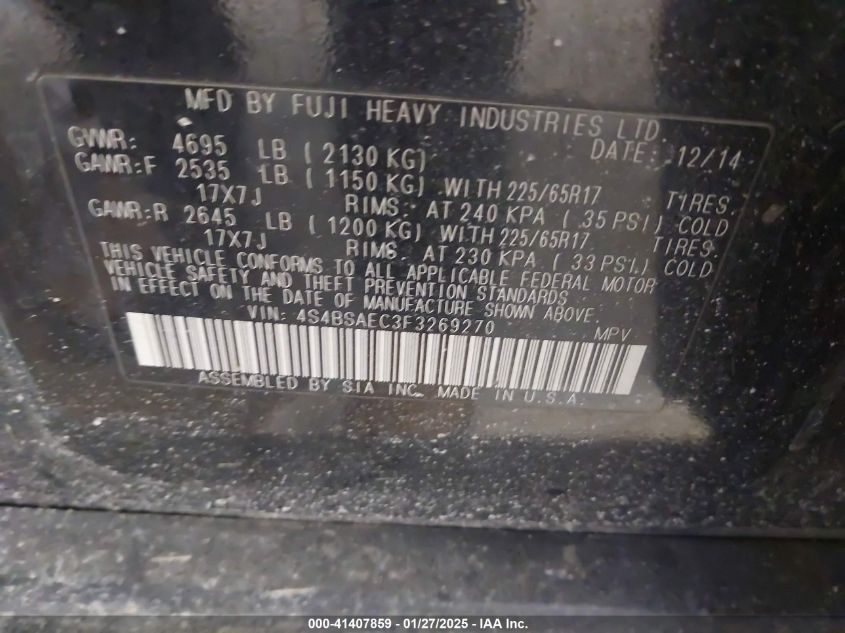 MFD BY FUJI HEAVY INDUSTRIES LTD
DATE: 12/14
GVWR: 4695 LB ( 2130 KG)
GAWR:F 2535 LB ( 1150 KG) WITH 225/65R17 TIRES
17X7J RIMS. AT 240 KPA ( 35 PSI) COLD
GAWR:R 2645 LB ( 1200 KG) WITH 225/65R17 TIRES.
17X7J RIMS. AT 230 KPA ( 33 PSI.) COLD.
THIS VEHICLE CONFORMS TO ALL APPLICABLE FEDERAL MOTOR
VEHICLE SAFETY AND THEFT PREVENTION STANDARDS
IN EFFECT ON THE DATE OF MANUFACTURE SHOWN ABOVE.
VIN: 4S4BSAEC3F3269270 MPV
ASSEMBLED BY SIA INC. MADE IN U.S.A.
000-41407859 - 01/27/2025 - IAA Inc.